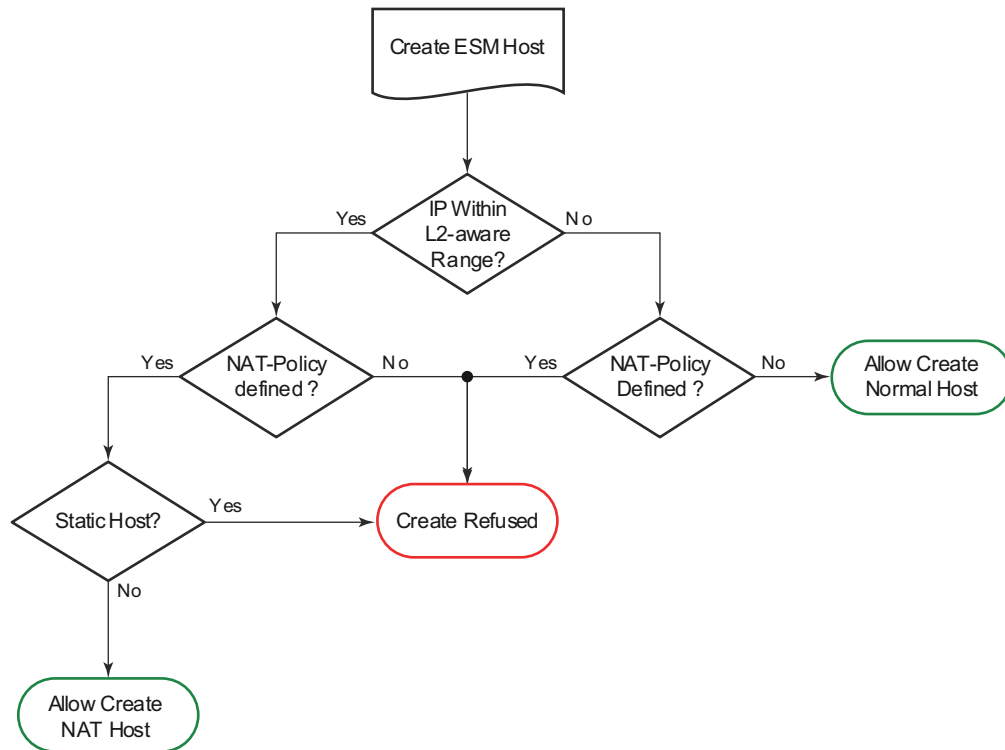 Create ESM Host
Yes
IP Within
L2-aware
Range?
No
Yes
NAT-Policy
defined ?
No
Yes
NAT-Policy
Defined ?
No
Allow Create
Normal Host
Static Host?
Yes
Create Refused
No
Allow Create
NAT Host